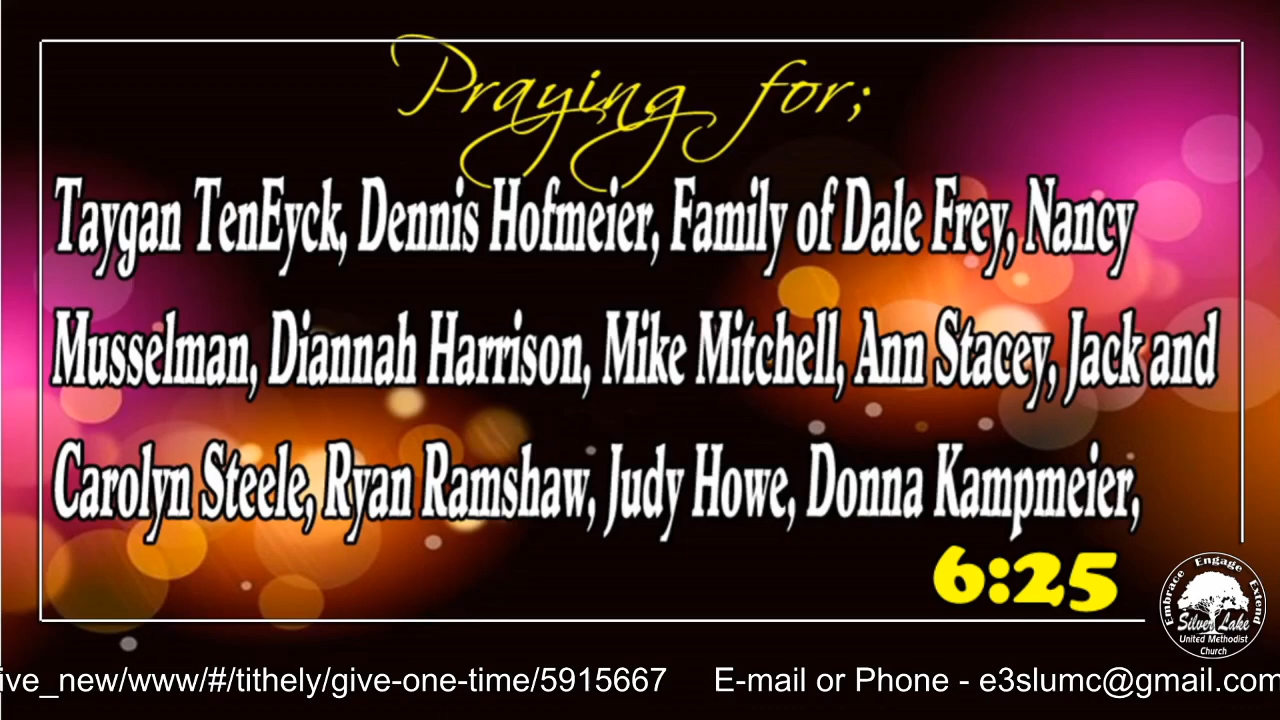 Praying for;
Taygan TenEyck, Dennis Hofmeier, Family of Dale Frey, Nancy
Musselman, Diannah Harrison, Mike Mitchell, Ann Stacey, Jack and
Carolyn Steele, Ryan Ramshaw, Judy Howe, Donna Kampmeier,
6:25
Embrace Engage Extend
Silver Lake
United Methodist
Church
ive_new/www/#/tithely/give-one-time/5915667 E-mail or Phone - e3slumc@gmail.com